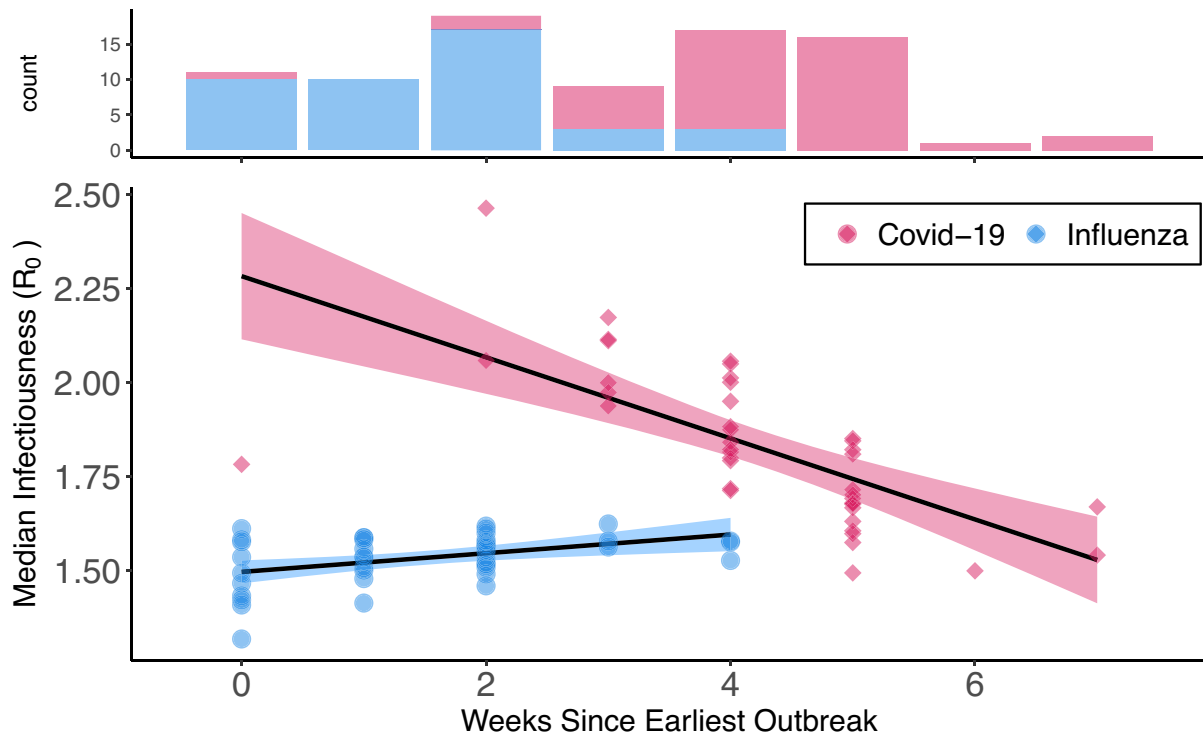 count
15
10
5
0
2.50
2.25
2.00
1.75
1.50
Median Infectiousness (R₀ )
Covid−19
Influenza
0 2 4 6
Weeks Since Earliest Outbreak